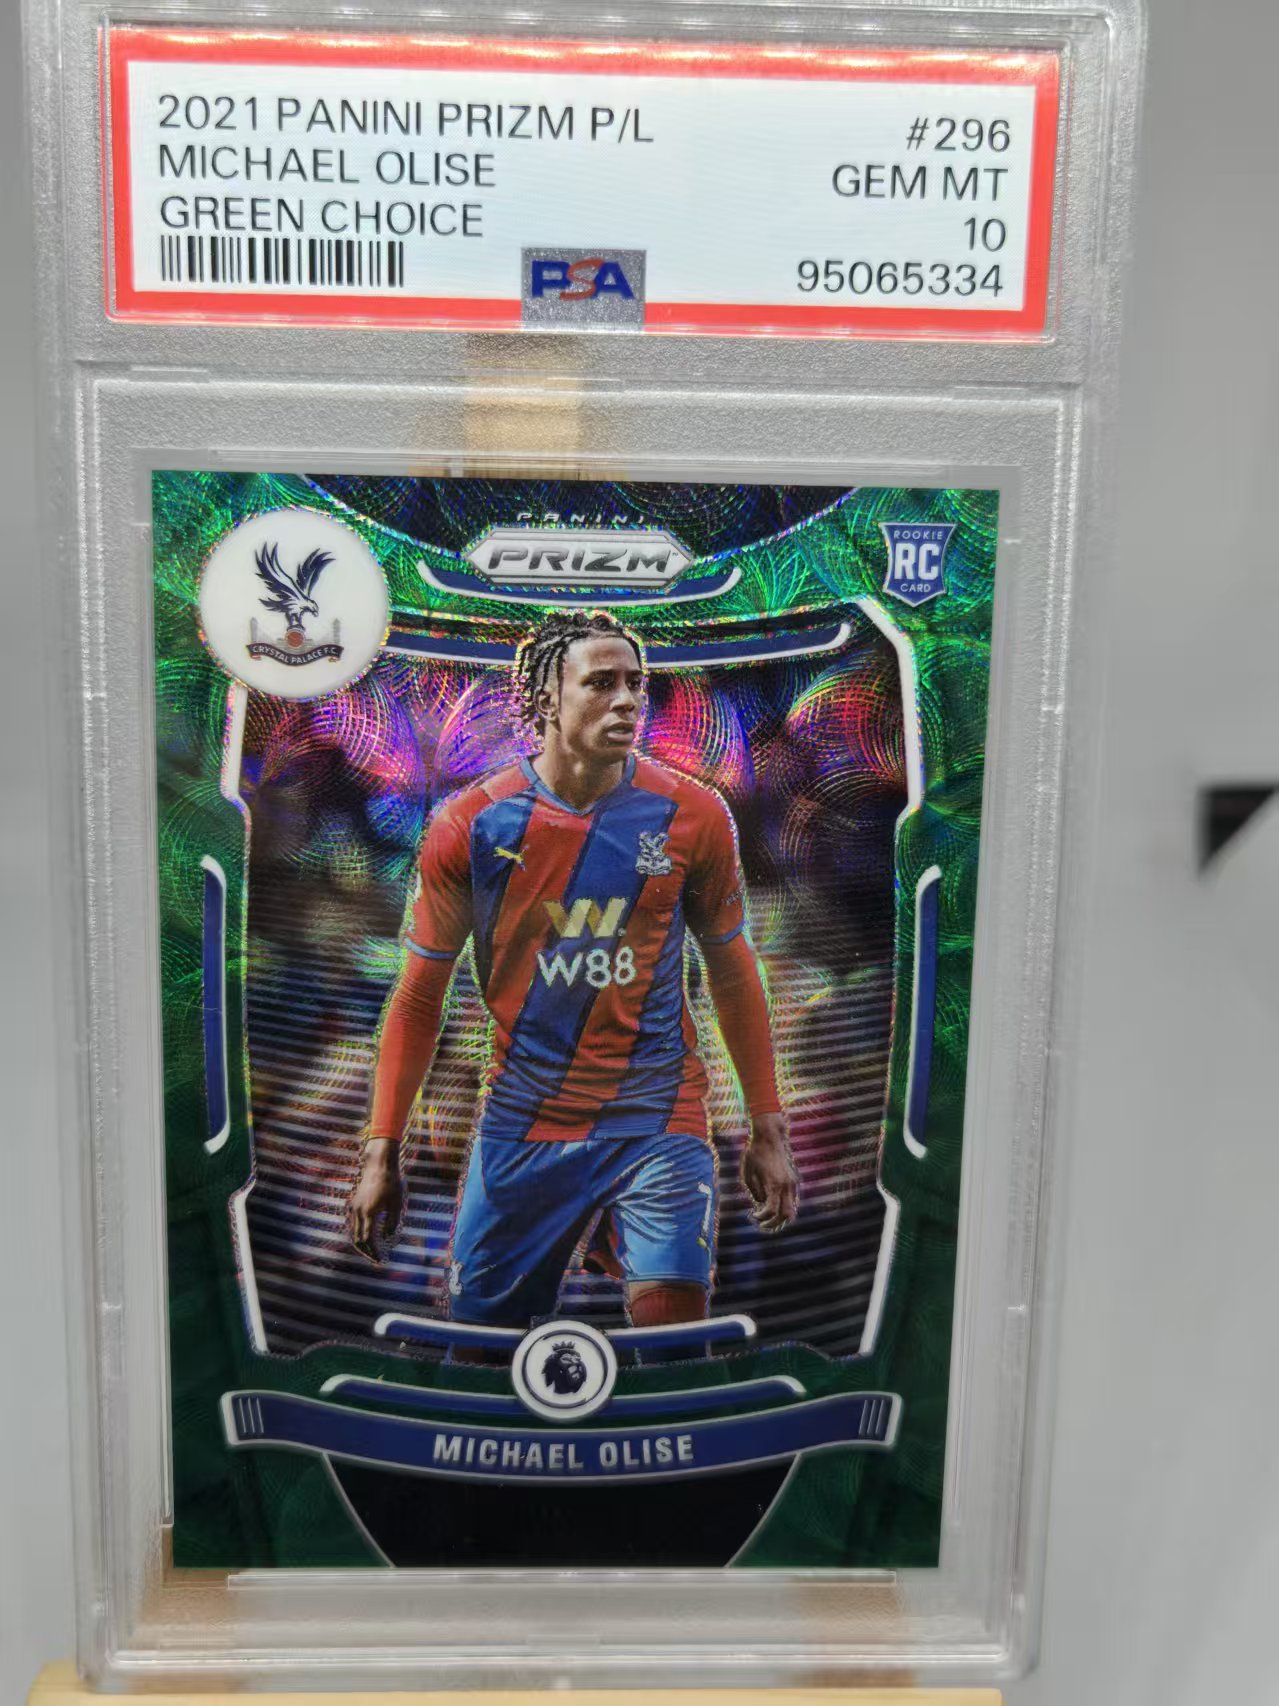 2021 PANINI PRIZM P/L
#296
MICHAEL OLISE
GEM MT
GREEN CHOICE
10
PSA
95065334
PANINI
PRIZM
ROOKIE
RC
CARD
CRYSTAL PALACE F.C
W88
MICHAEL OLISE